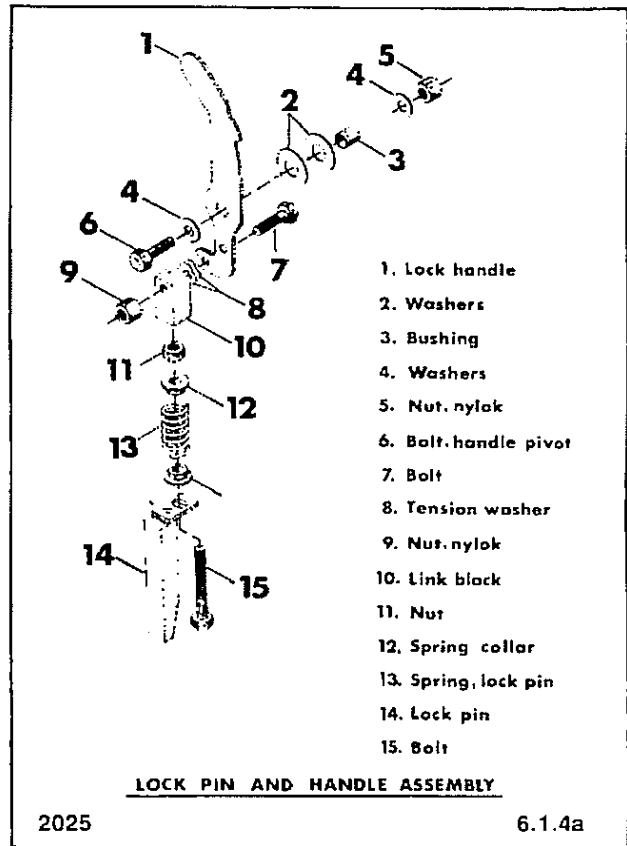 1
5
4
2
3
4
6
7
9
8
10
11
12
13
14
15
1. Lock handle
2. Washers
3. Bushing
4. Washers
5. Nut, nylok
6. Bolt, handle pivot
7. Bolt
8. Tension washer
9. Nut, nylok
10. Link block
11. Nut
12. Spring collar
13. Spring, lock pin
14. Lock pin
15. Bolt
LOCK PIN AND HANDLE ASSEMBLY
2025 6.1.4a